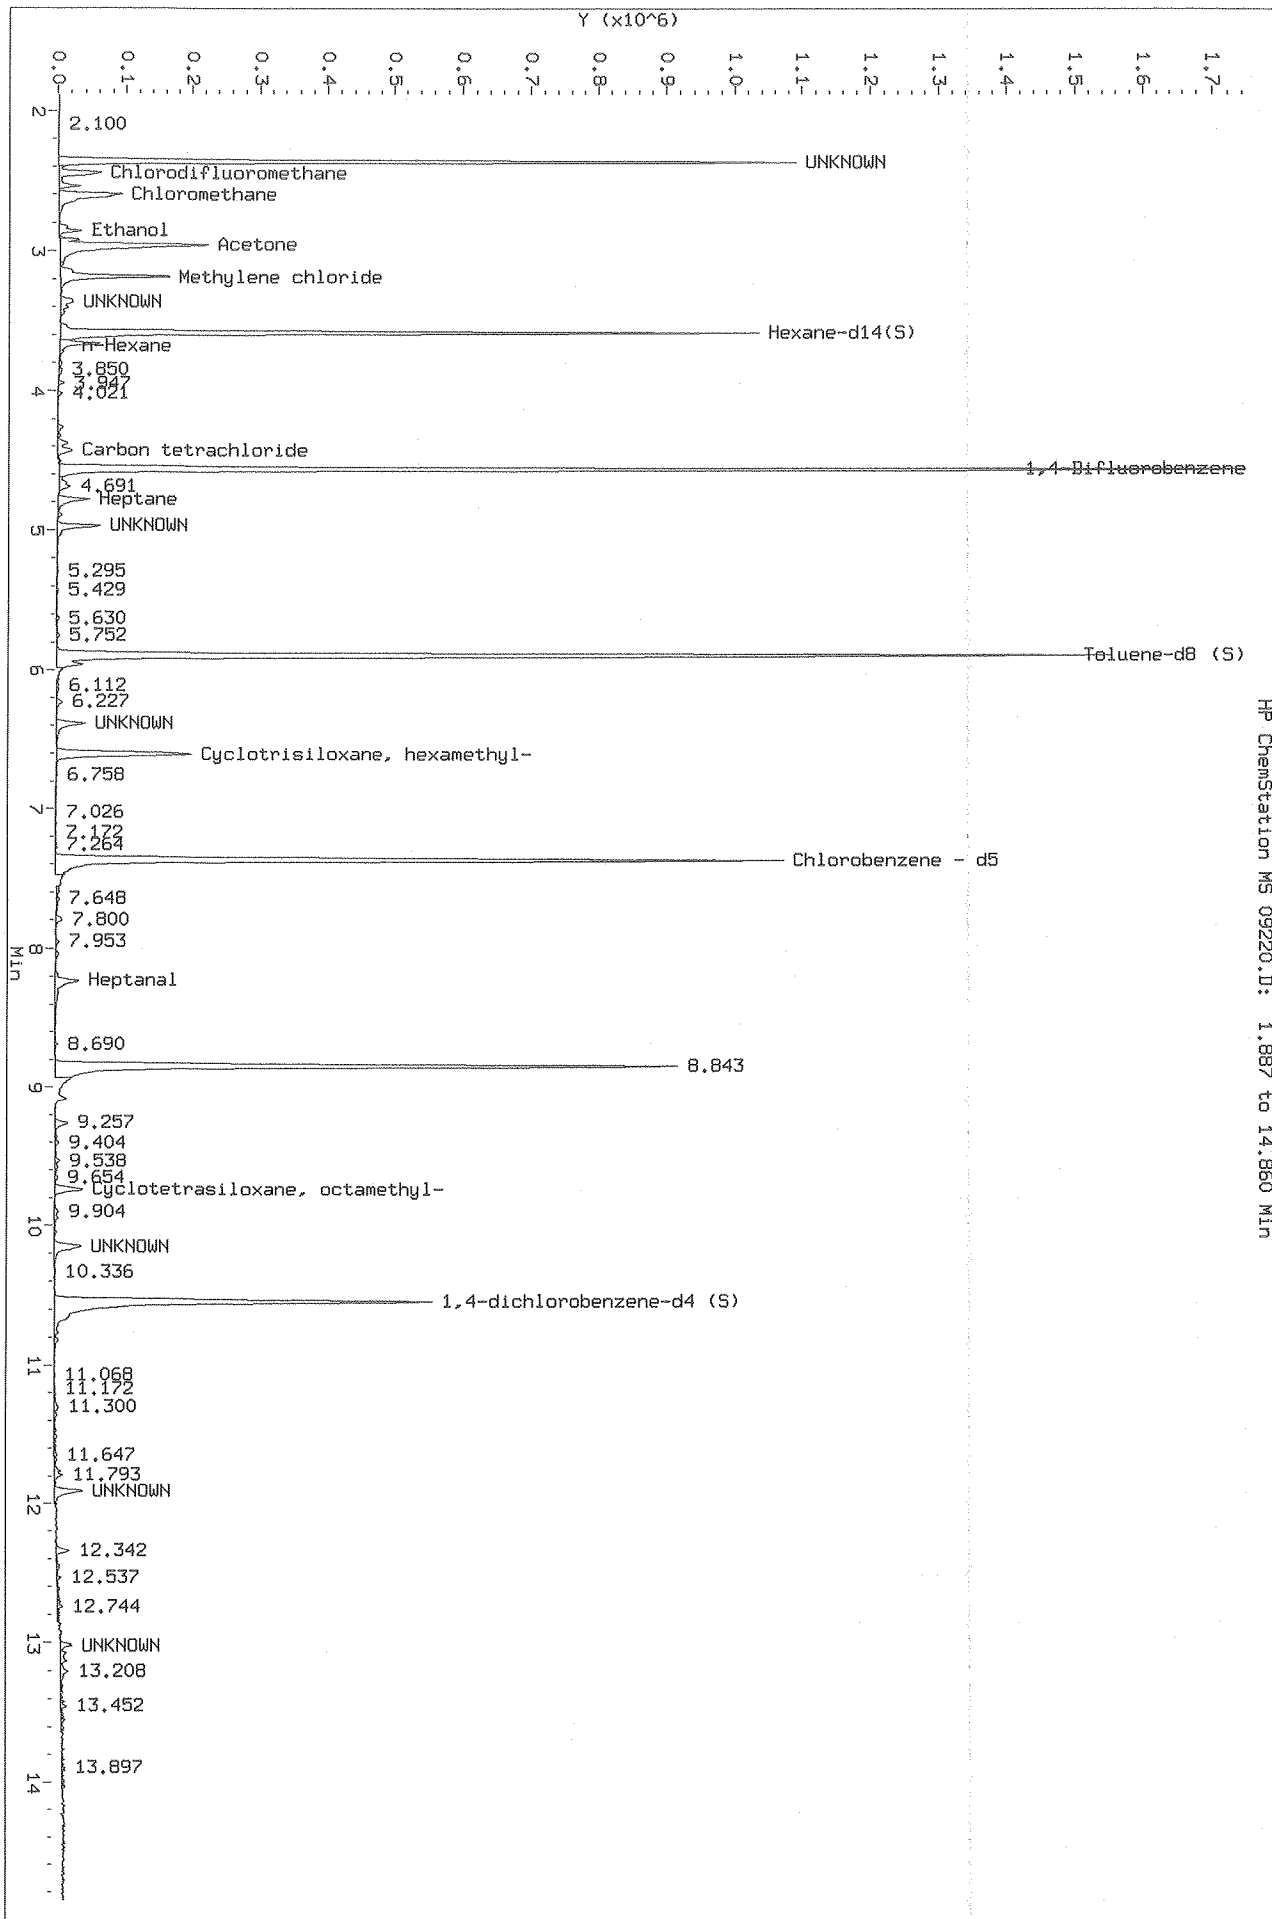 Y (x10^6)
0.0
0.1
0.2
0.3
0.4
0.5
0.6
0.7
0.8
0.9
1.0
1.1
1.2
1.3
1.4
1.5
1.6
1.7
2
3
4
5
6
7
8
9
10
11
12
13
14
Min
HP ChemStation MS 09220.D: 1.887 to 14.860 Min
2.100
UNKNOWN
Chlorodifluoromethane
Chloromethane
Ethanol
Acetone
Methylene chloride
UNKNOWN
Hexane-d14(S)
n-Hexane
3.850
3.947
4.021
Carbon tetrachloride
1,4-Difluorobenzene
4.691
Heptane
UNKNOWN
5.295
5.429
5.630
5.752
Toluene-d8 (S)
6.112
6.227
UNKNOWN
Cyclotrisiloxane, hexamethyl-
6.758
7.026
7.172
7.264
Chlorobenzene - d5
7.648
7.800
7.953
Heptanal
8.690
8.843
9.257
9.404
9.538
9.654
Cyclotetrasiloxane, octamethyl-
9.904
UNKNOWN
10.336
1,4-dichlorobenzene-d4 (S)
11.068
11.172
11.300
11.647
11.793
UNKNOWN
12.342
12.537
12.744
UNKNOWN
13.208
13.452
13.897